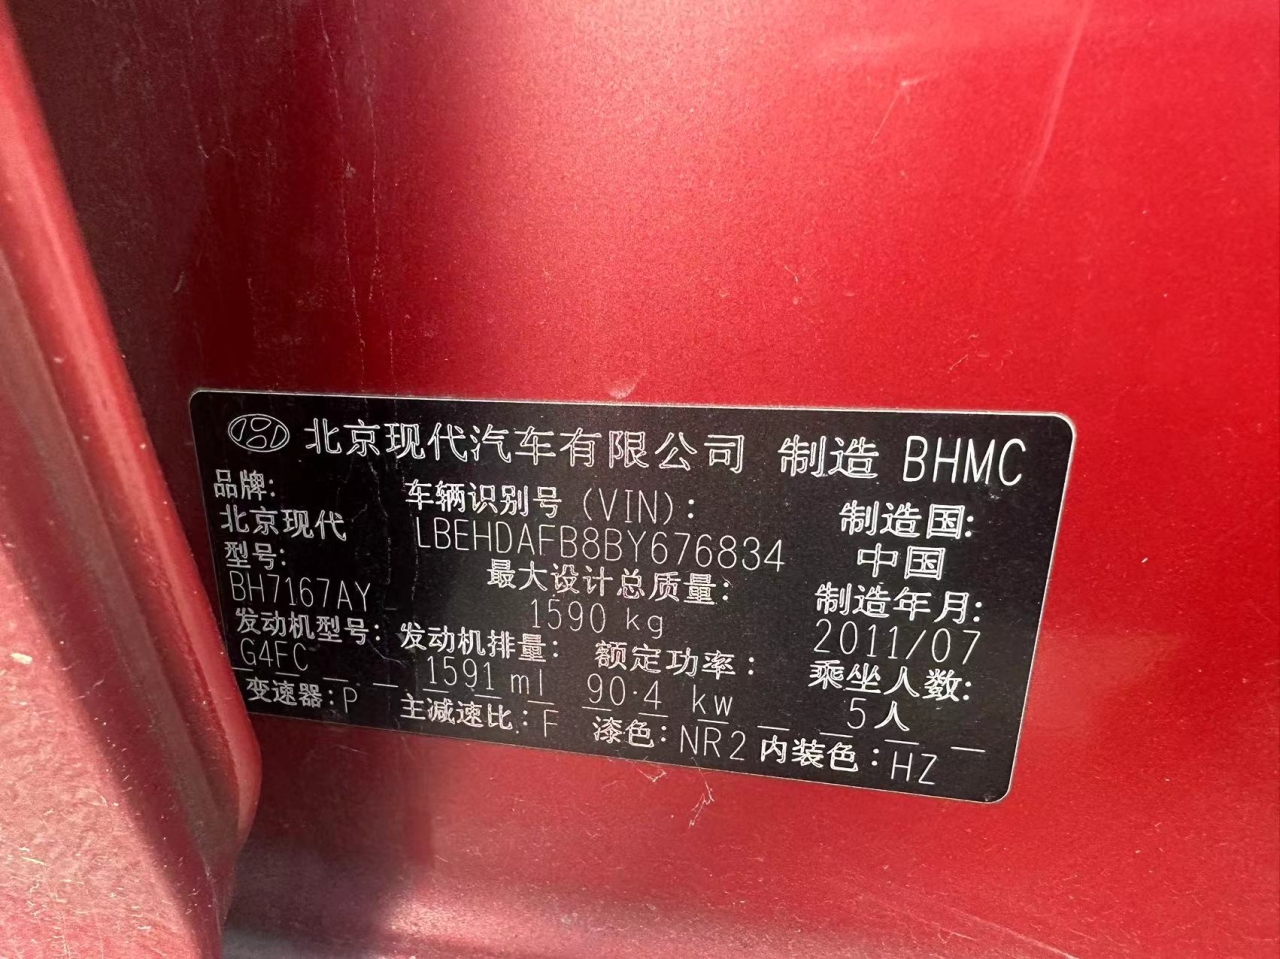 北京现代汽车有限公司 制造 BHMC
品牌: 车辆识别号 (VIN): 制造国:
北京现代 LBEHDAFB8BY676834 中国
型号: 最大设计总质量: 制造年月:
BH7167AY 1590 kg 2011/07
发动机型号: 发动机排量: 额定功率: 乘坐人数:
G4FC 1591 ml 90.4 kw 5人
变速器: P 主减速比: F 漆色: NR2 内装色: HZ